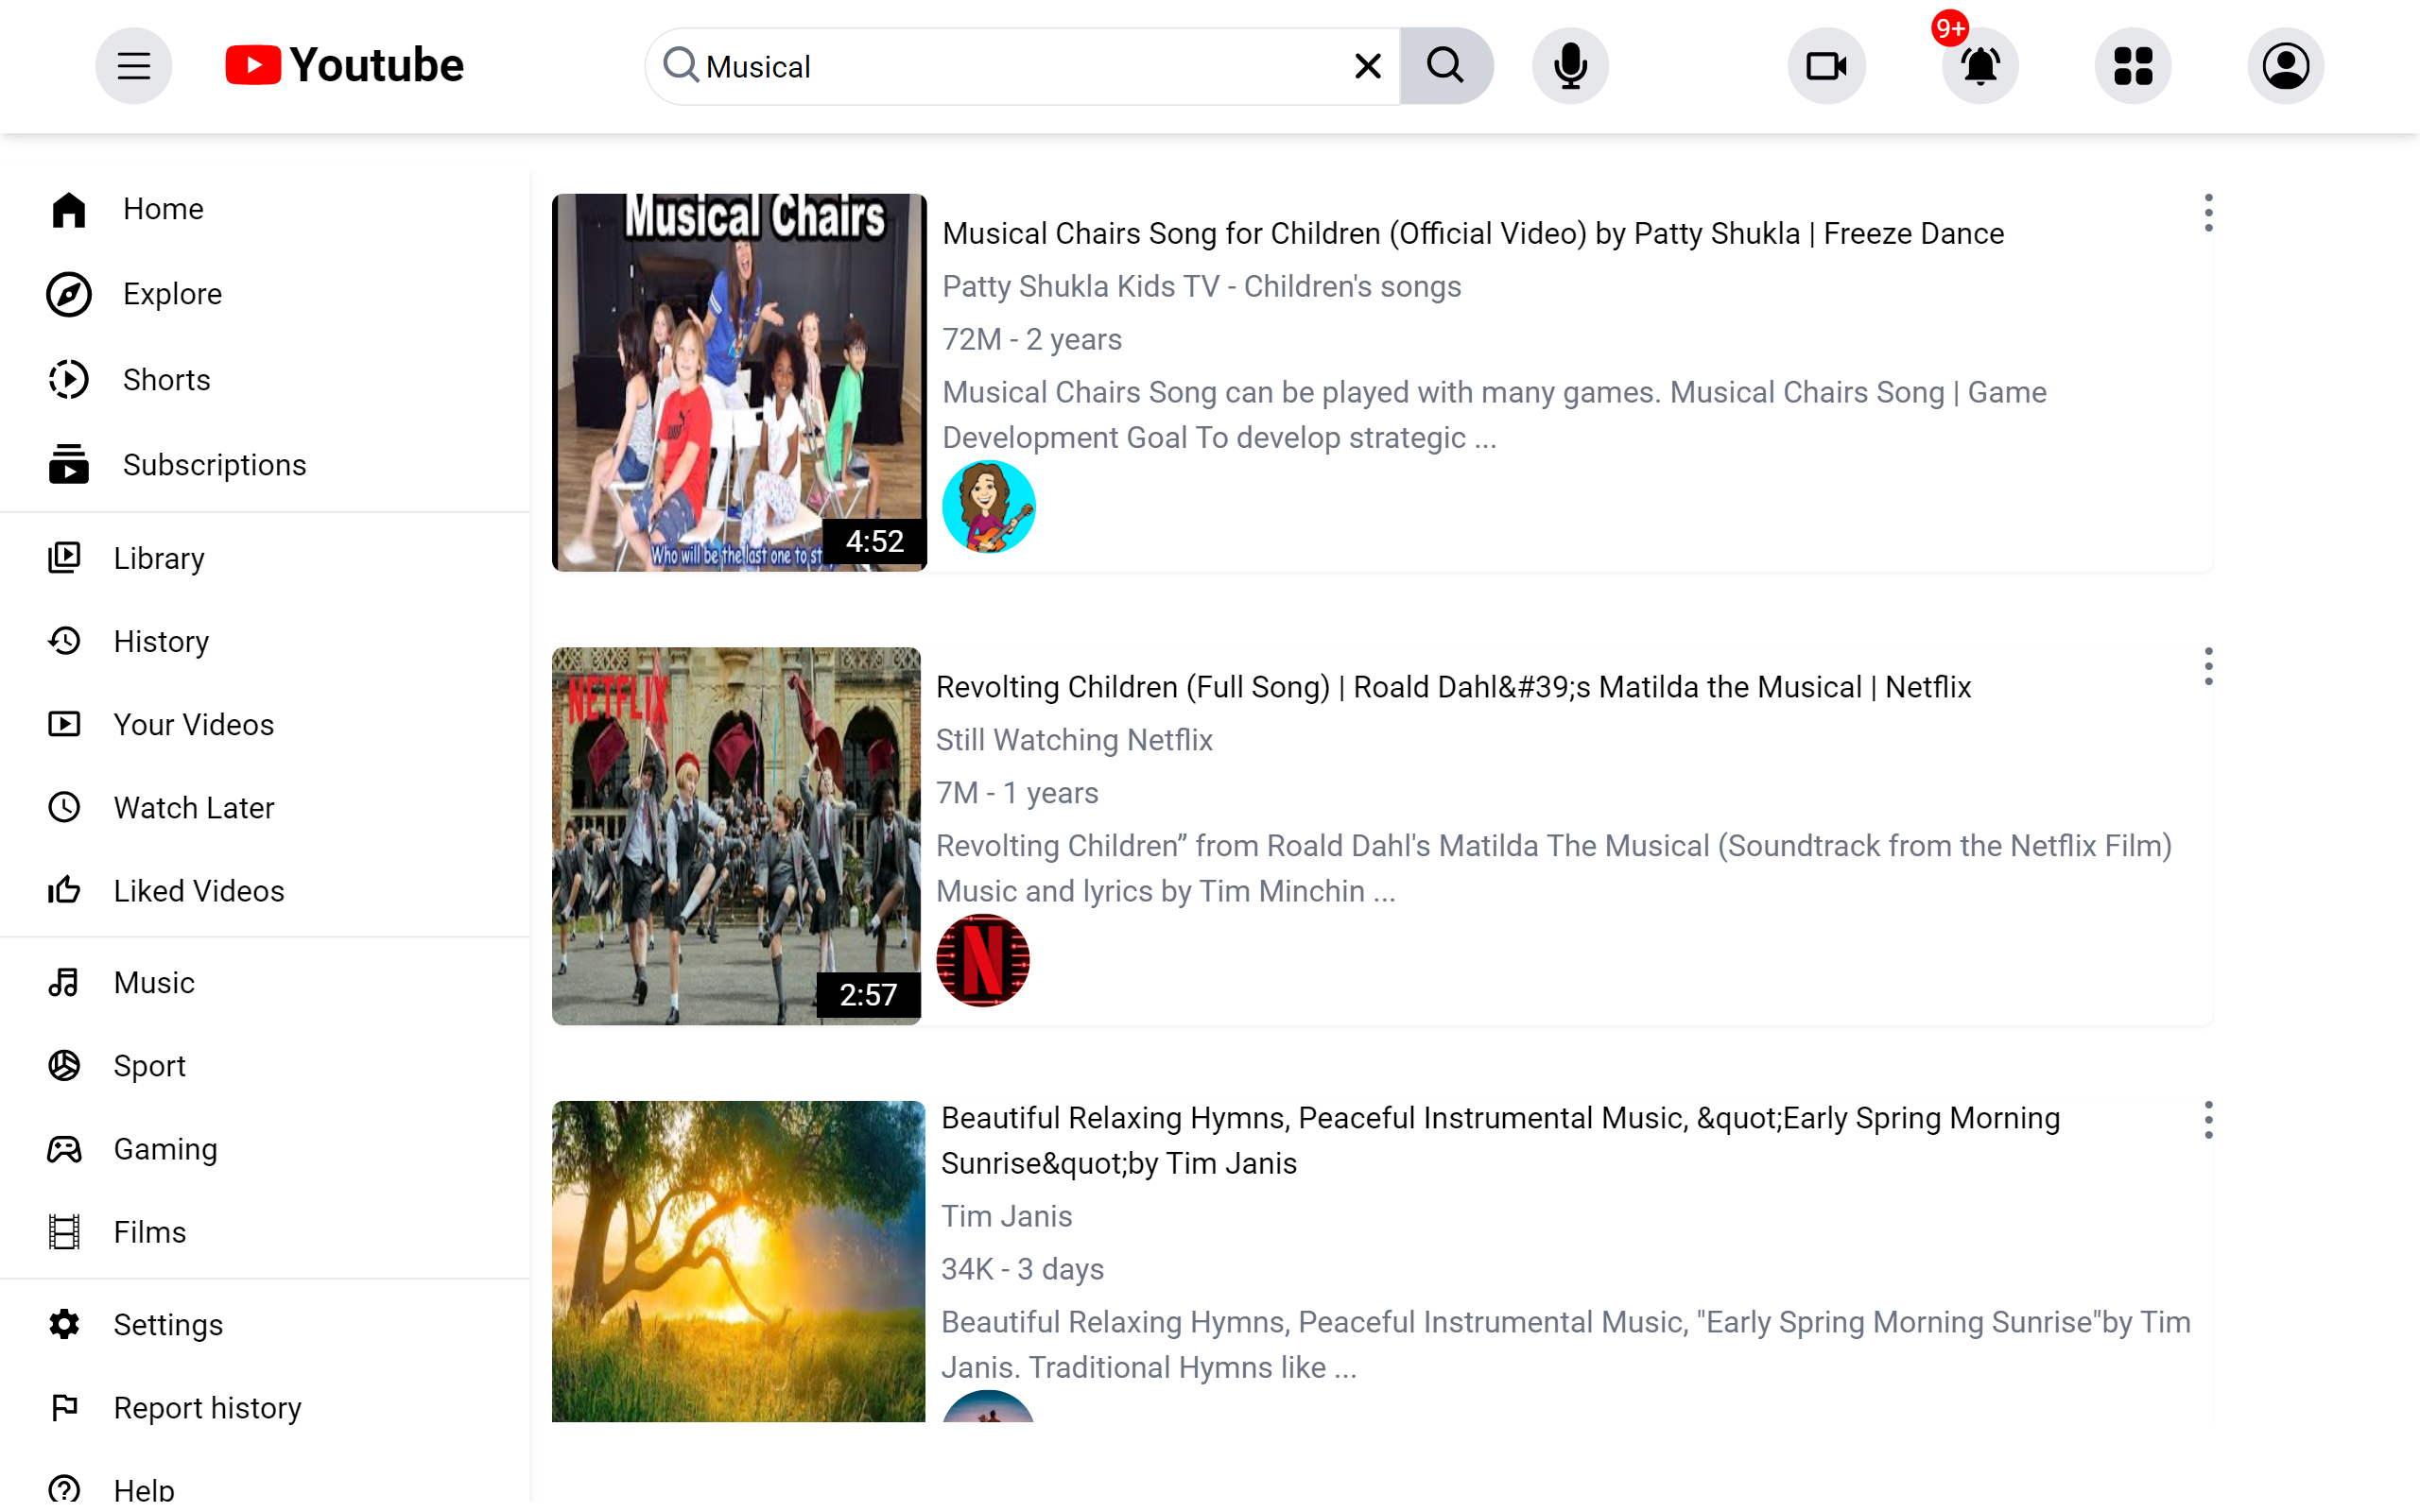 Youtube
Musical
9+
Home
Explore
Shorts
Subscriptions
Library
History
Your Videos
Watch Later
Liked Videos
Music
Sport
Gaming
Films
Settings
Report history
Help
Musical Chairs
Who will be the last one to st
4:52
Musical Chairs Song for Children (Official Video) by Patty Shukla | Freeze Dance
Patty Shukla Kids TV - Children's songs
72M - 2 years
Musical Chairs Song can be played with many games. Musical Chairs Song | Game
Development Goal To develop strategic ...
NETFLIX
2:57
Revolting Children (Full Song) | Roald Dahl&#39;s Matilda the Musical | Netflix
Still Watching Netflix
7M - 1 years
Revolting Children” from Roald Dahl's Matilda The Musical (Soundtrack from the Netflix Film)
Music and lyrics by Tim Minchin ...
N
Beautiful Relaxing Hymns, Peaceful Instrumental Music, &quot;Early Spring Morning
Sunrise&quot;by Tim Janis
Tim Janis
34K - 3 days
Beautiful Relaxing Hymns, Peaceful Instrumental Music, "Early Spring Morning Sunrise"by Tim
Janis. Traditional Hymns like ...